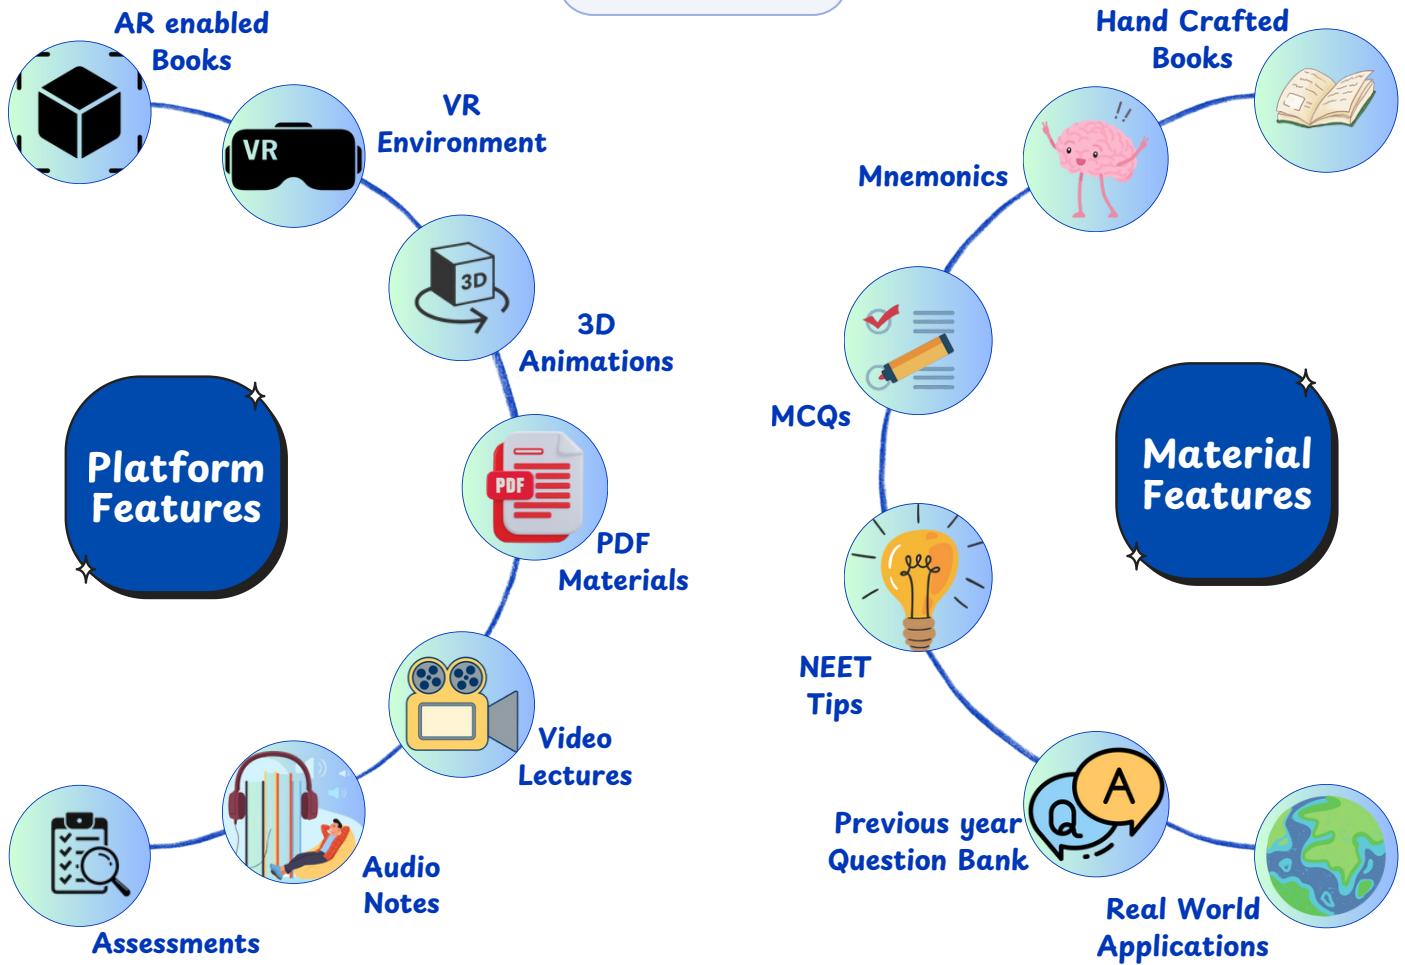 AR enabled
Books
VR
VR
Environment
3D
3D
Animations
PDF
PDF
Materials
Platform
Features
Video
Lectures
Audio
Notes
Assessments
Hand Crafted
Books
!!
Mnemonics
MCQs
Material
Features
NEET
Tips
Q
A
Previous year
Question Bank
Real World
Applications